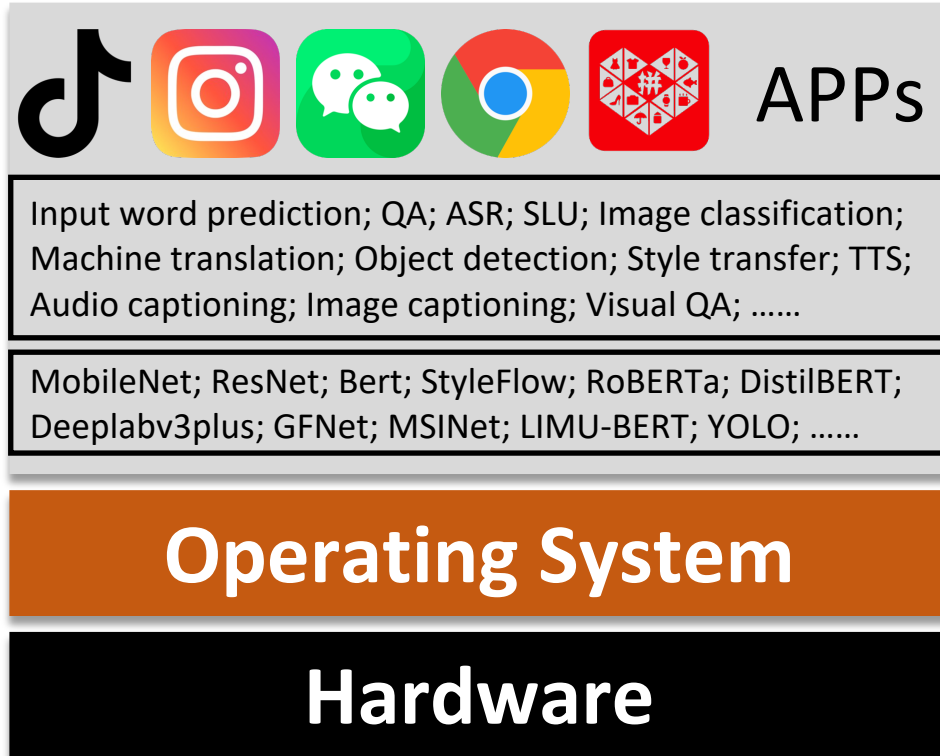 拼
APPs
Input word prediction; QA; ASR; SLU; Image classification;
Machine translation; Object detection; Style transfer; TTS;
Audio captioning; Image captioning; Visual QA; ......
MobileNet; ResNet; Bert; StyleFlow; RoBERTa; DistilBERT;
Deeplabv3plus; GFNet; MSINet; LIMU-BERT; YOLO; ......
Operating System
Hardware